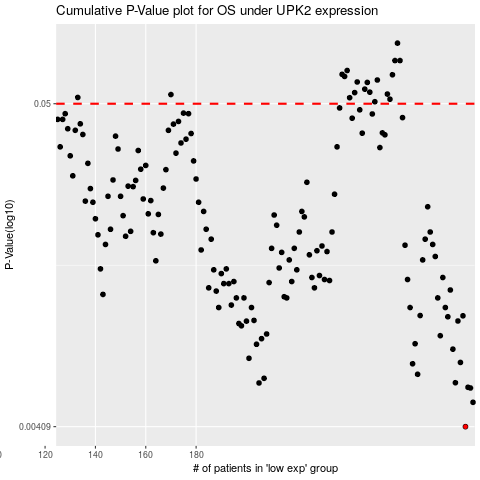 Cumulative P-Value plot for OS under UPK2 expression
0.05
P-Value(log10)
0.00409
0 120 140 160 180
# of patients in 'low exp' group